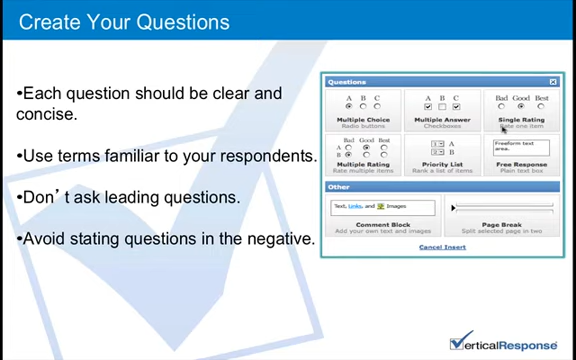 Create Your Questions
•Each question should be clear and
concise.
•Use terms familiar to your respondents.
•Don't ask leading questions.
•Avoid stating questions in the negative.
Questions
A B C
Multiple Choice
Radio buttons
A B C
Multiple Answer
Checkboxes
Bad Good Best
Single Rating
Rate one item
Bad Good Best
A
B
Multiple Rating
Rate multiple items
A
B
Priority List
Rank a list of items
Freeform text
area.
Free Response
Plain text box
Other
Text, Links, and Images
Comment Block
Add your own text and images
Page Break
Split selected page in two
Cancel Insert
VerticalResponse